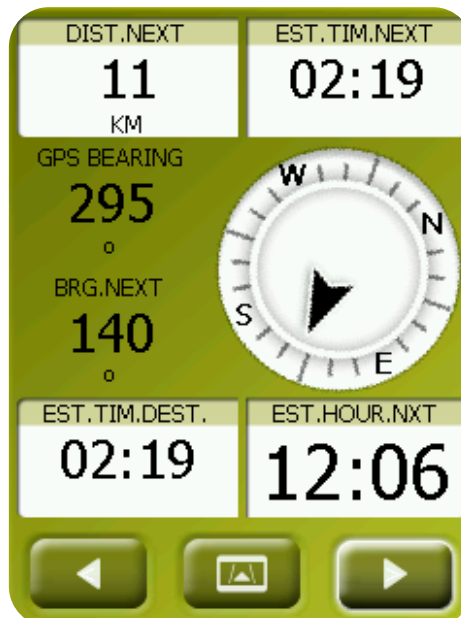 DIST.NEXT
11
KM
EST.TIM.NEXT
02:19
GPS BEARING
295
o
BRG.NEXT
140
o
W
N
S
E
EST.TIM.DEST.
02:19
EST.HOUR.NXT
12:06